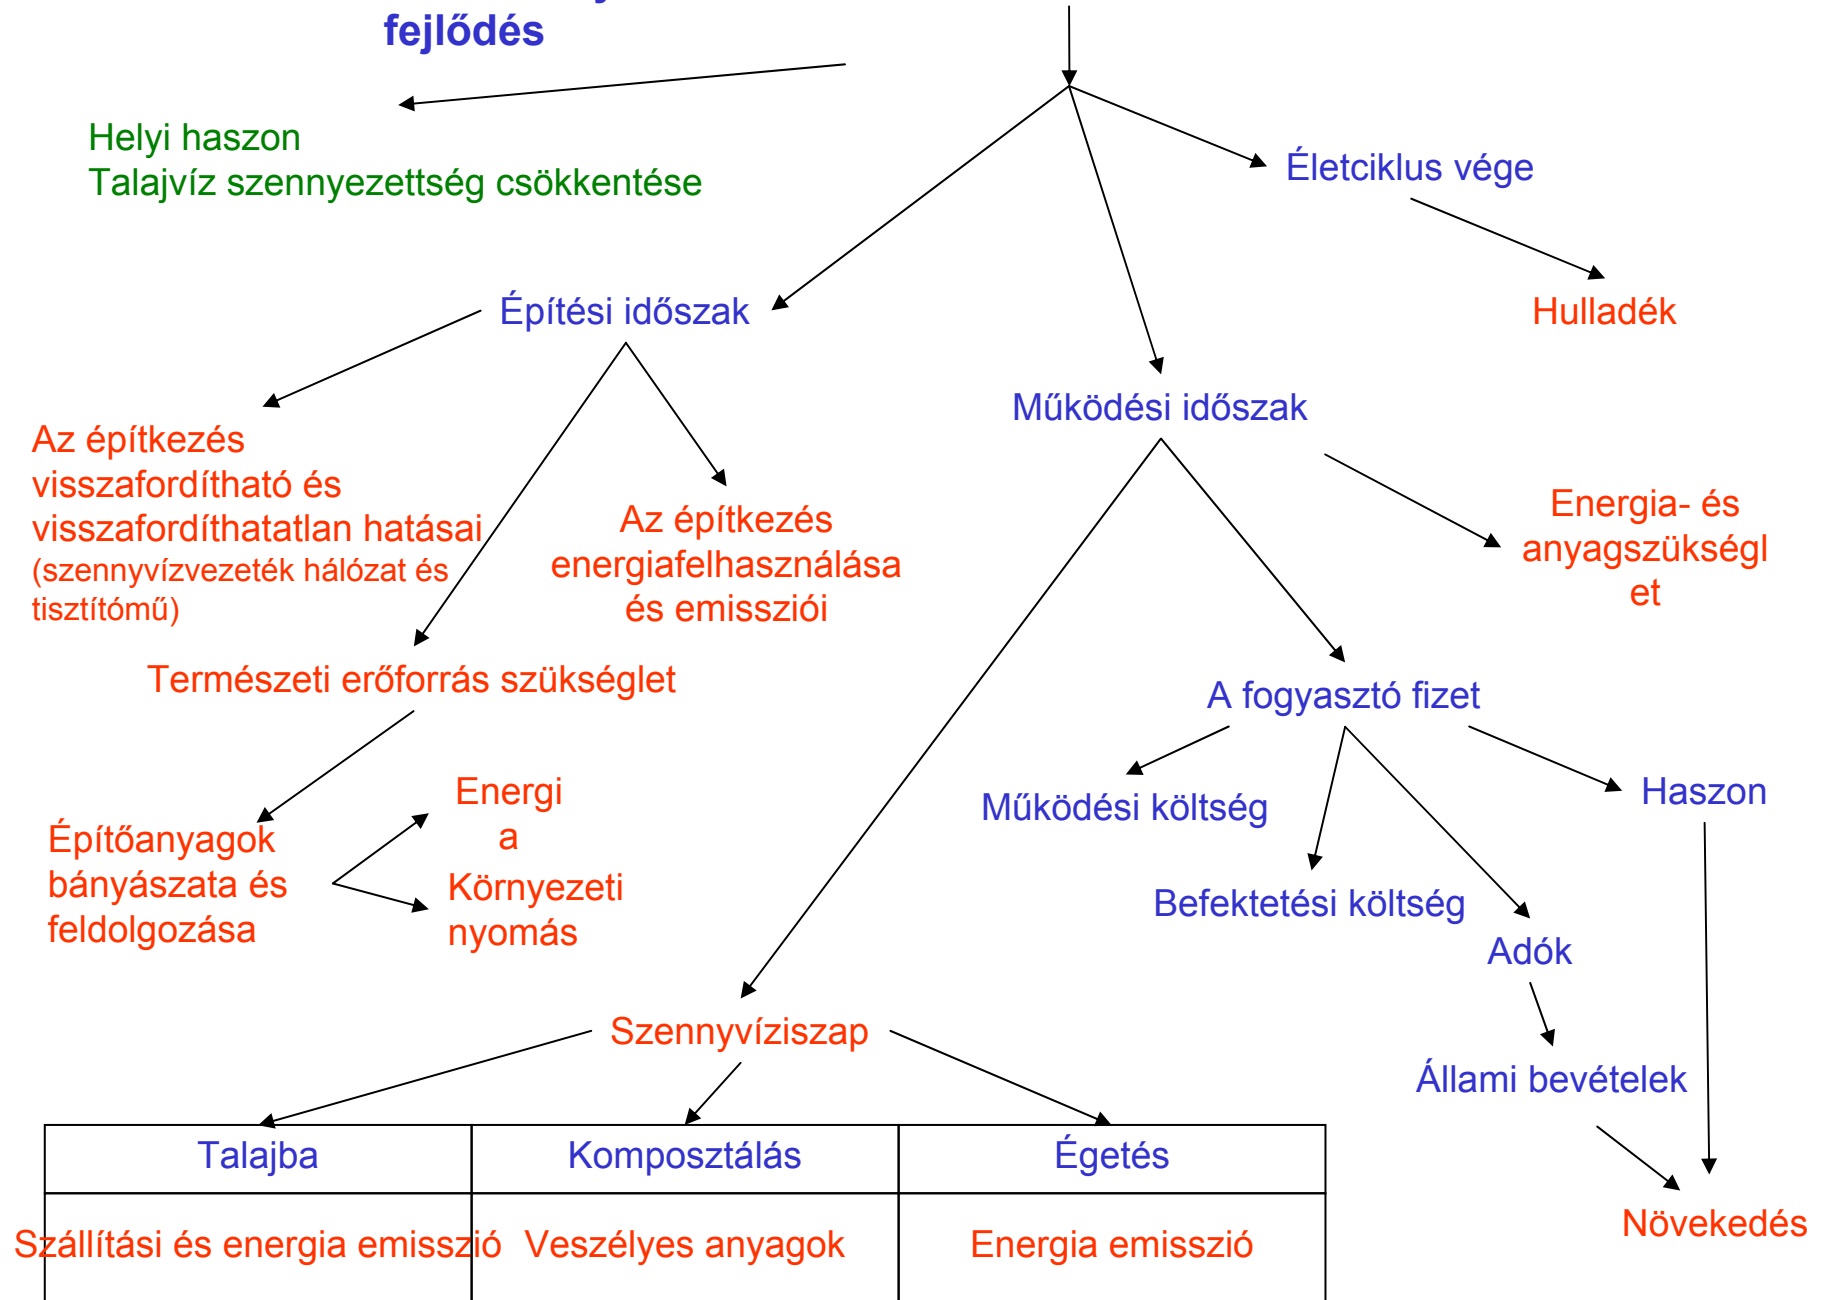 fejlődés
Helyi haszon
Talajvíz szennyezettség csökkentése
Életciklus vége
Hulladék
Építési időszak
Működési időszak
Az építkezés
visszafordítható és
visszafordíthatatlan hatásai
(szennyvízvezeték hálózat és
tisztítómű)
Az építkezés
energiafelhasználása
és emissziói
Energia- és
anyagszükségl
et
Természeti erőforrás szükséglet
A fogyasztó fizet
Energi
a
Környezeti
nyomás
Építőanyagok
bányászata és
feldolgozása
Működési költség
Haszon
Befektetési költség
Adók
Szennyvíziszap
Állami bevételek
Talajba
Komposztálás
Égetés
Szállítási és energia emisszió
Veszélyes anyagok
Energia emisszió
Növekedés